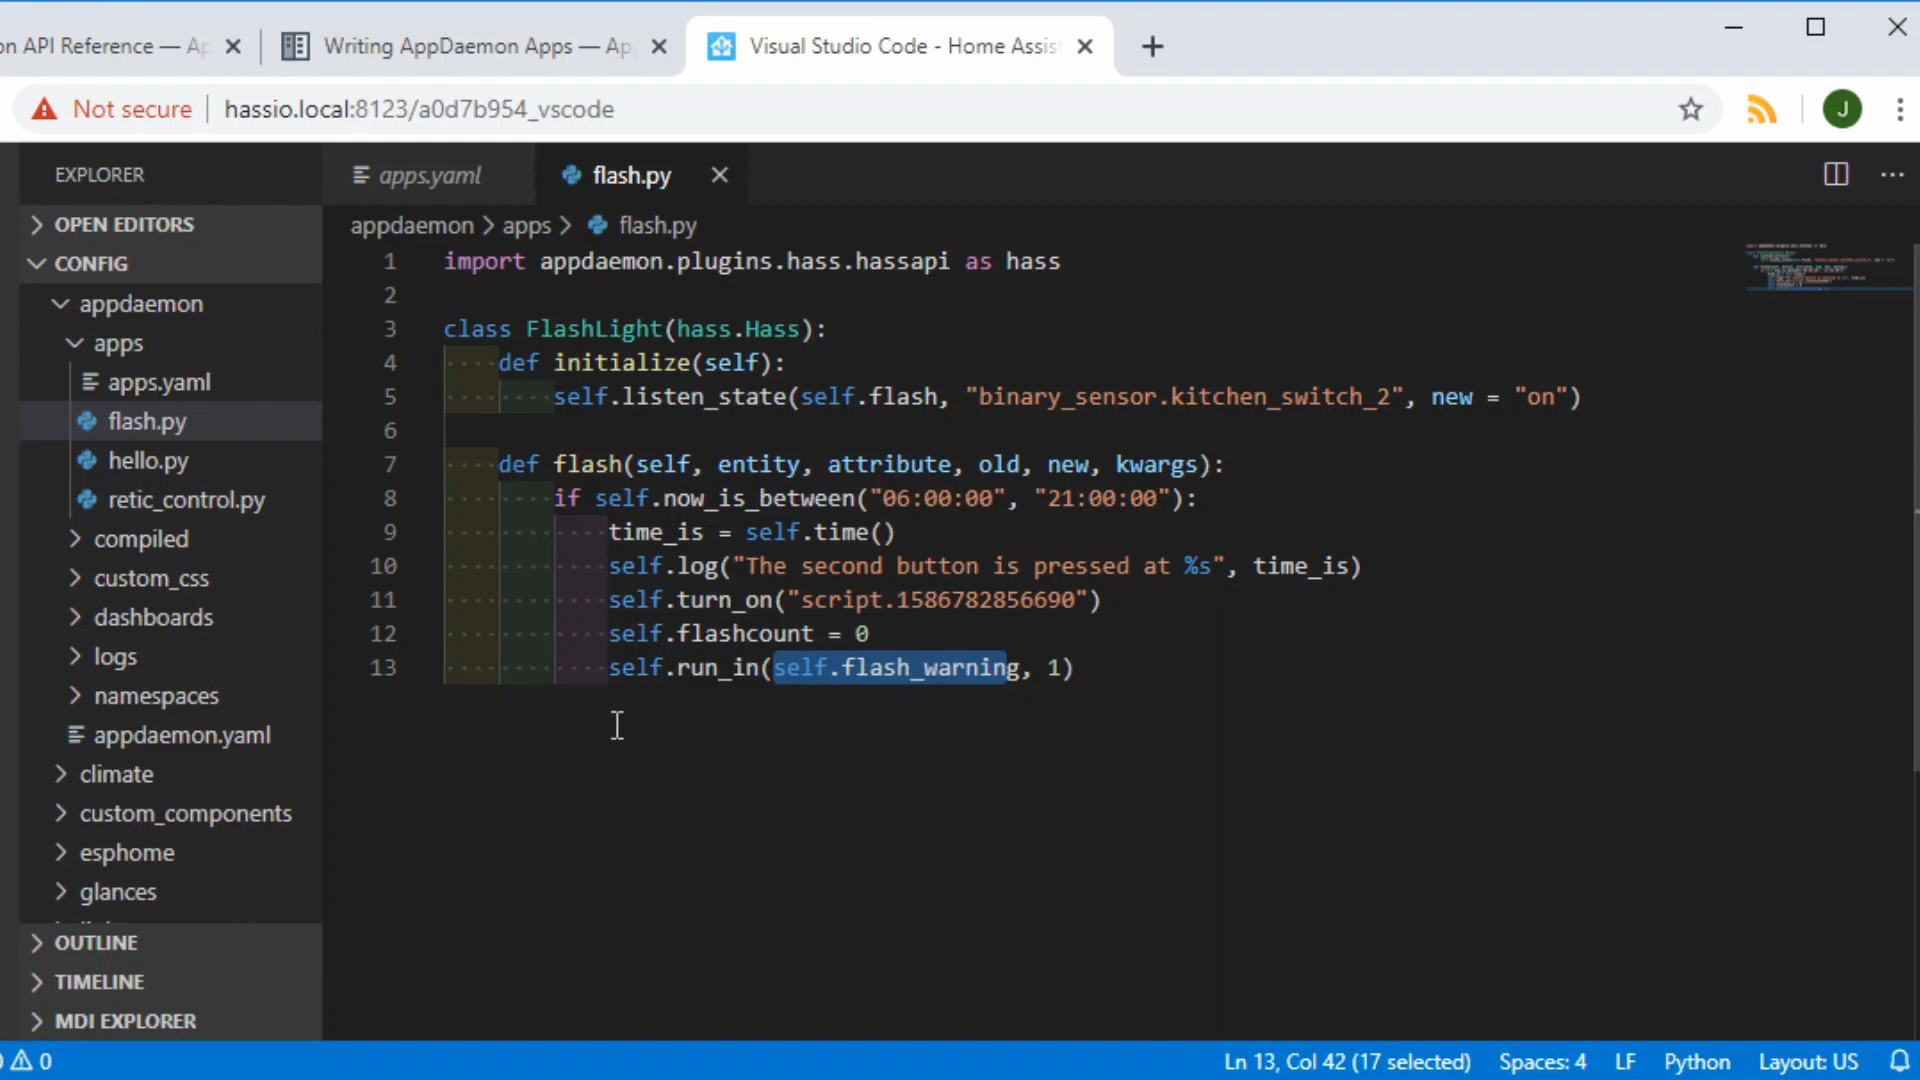 on API Reference — Ap
Writing AppDaemon Apps — Ap
Visual Studio Code - Home Assis
Not secure
hassio.local:8123/a0d7b954_vscode
J
EXPLORER
apps.yaml
flash.py
OPEN EDITORS
appdaemon > apps > flash.py
CONFIG
appdaemon
apps
apps.yaml
flash.py
hello.py
retic_control.py
compiled
custom_css
dashboards
logs
namespaces
appdaemon.yaml
climate
custom_components
esphome
glances
OUTLINE
TIMELINE
MDI EXPLORER
1 import appdaemon.plugins.hass.hassapi as hass
2
3 class FlashLight(hass.Hass):
4 def initialize(self):
5 self.listen_state(self.flash, "binary_sensor.kitchen_switch_2", new = "on")
6
7 def flash(self, entity, attribute, old, new, kwargs):
8 if self.now_is_between("06:00:00", "21:00:00"):
9 time_is = self.time()
10 self.log("The second button is pressed at %s", time_is)
11 self.turn_on("script.1586782856690")
12 self.flashcount = 0
13 self.run_in(self.flash_warning, 1)
0
Ln 13, Col 42 (17 selected)
Spaces: 4
LF
Python
Layout: US